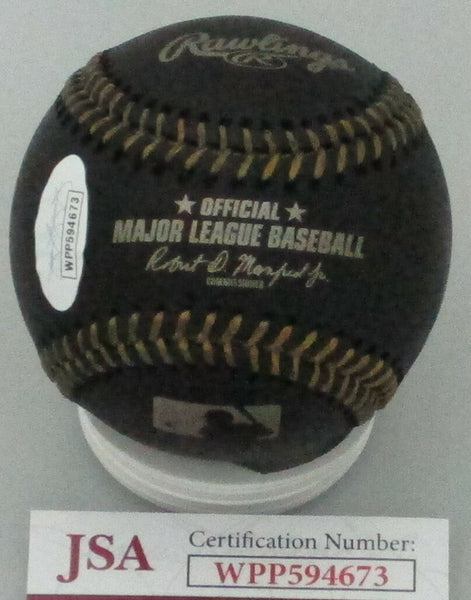 Rawlings
WPP594673
★ OFFICIAL ★
MAJOR LEAGUE BASEBALL
Robert D. Manfred Jr.
COMMISSIONER
JSA
Certification Number:
WPP594673